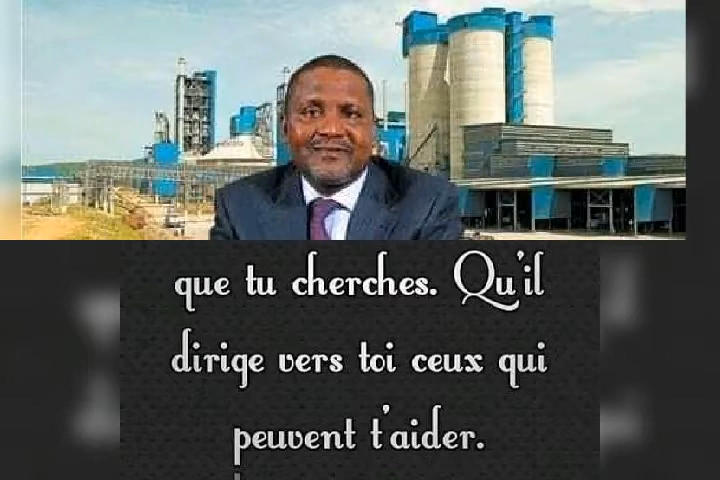 que tu cherches. Qu'il
dirige vers toi ceux qui
peuvent t'aider.